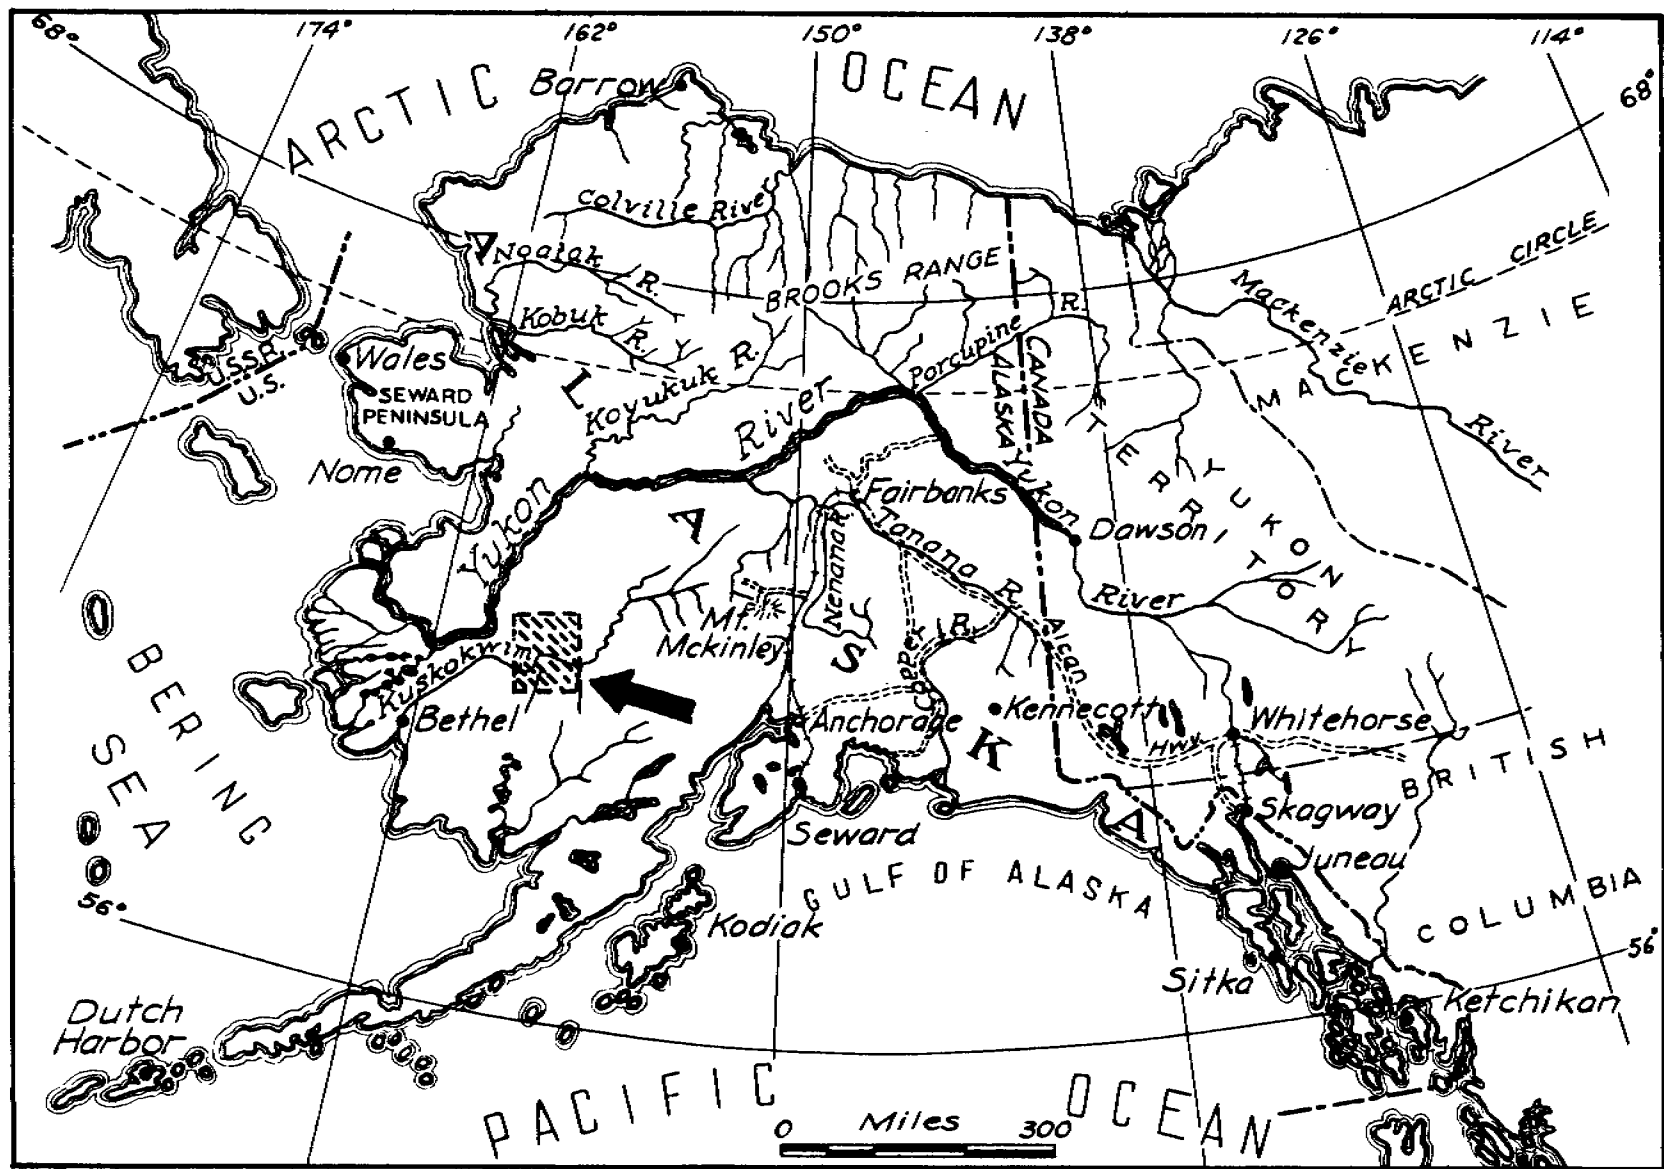 68°
174°
162°
150°
138°
126°
114°
ARCTIC OCEAN
Barrow
68°
Colville River
Noatak R.
BROOKS RANGE
ARCTIC CIRCLE
Kobuk R.
Porcupine R.
Mackenzie River
MACKENZIE
U.S.S.R.
U.S.
Wales
SEWARD
PENINSULA
Nome
Koyukuk R.
CANADA
ALASKA
TERR.
Yukon River
Yukon
Fairbanks
YUKON
TORY
Dawson
River
Tanana R.
Nenana R.
Mt.
Mckinley
Copper R.
Alcan
Hwy.
Kuskokwim
Bethel
Anchorage
Kennecott
Whitehorse
BERING
SEA
BRITISH
COLUMBIA
Seward
Skagway
Juneau
ALASKA
GULF OF ALASKA
56°
Kodiak
56°
Sitka
Ketchikan
Dutch
Harbor
PACIFIC OCEAN
0 Miles 300